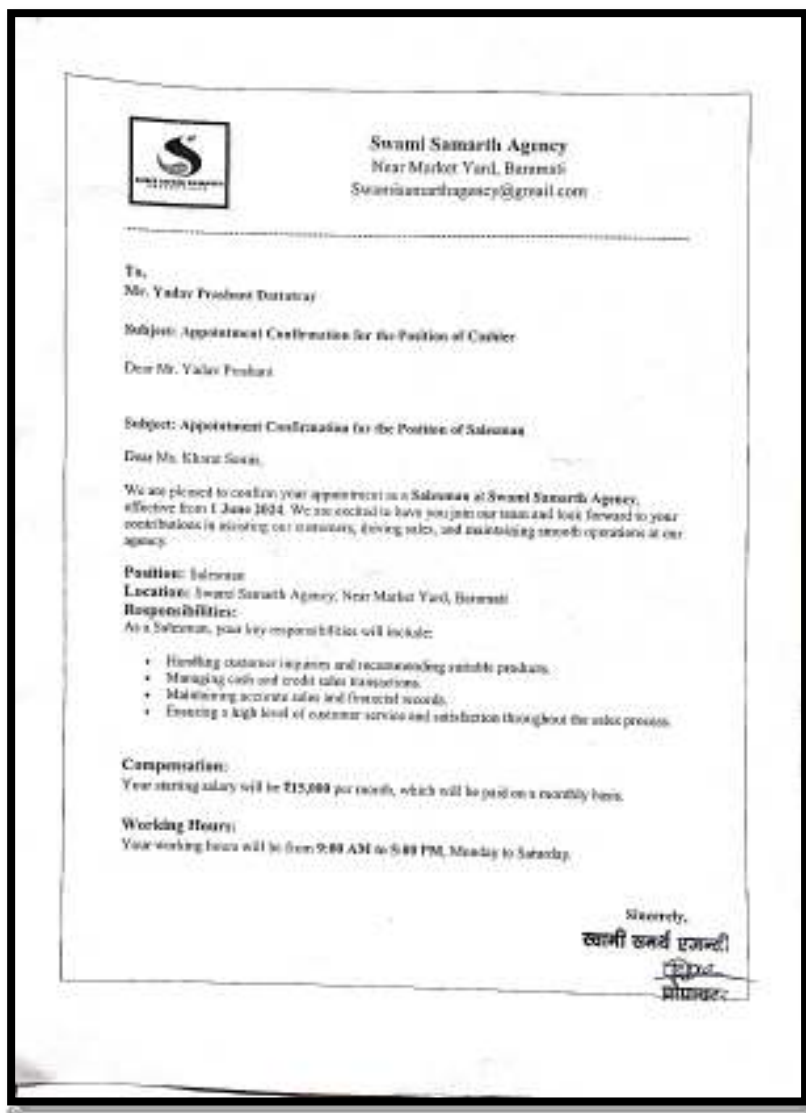 Swami Samarth Agency
Near Market Yard, Baramati
Swamisamarthagency@gmail.com
To,
Mr. Yadav Prashant Dattatray
Subject: Appointment Confirmation for the Position of Cashier
Dear Mr. Yadav Prashant
Subject: Appointment Confirmation for the Position of Salesman
Dear Mr. Kharat
We are pleased to confirm your appointment as a Salesman at Swami Samarth Agency,
effective from 1 June 2024. We are excited to have you join our team and look forward to your
contributions in assisting our customers, driving sales, and maintaining smooth operations at our
agency.
Position: Salesman
Location: Swami Samarth Agency, Near Market Yard, Baramati
Responsibilities:
As a Salesman, your key responsibilities will include:
• Handling customer inquiries and recommending suitable products.
• Managing cash and credit sales transactions.
• Maintaining accurate sales and financial records.
• Ensuring a high level of customer service and satisfaction throughout the sales process.
Compensation:
Your starting salary will be ₹15,000 per month, which will be paid on a monthly basis.
Working Hours:
Your working hours will be from 9:00 AM to 5:00 PM, Monday to Saturday.
Sincerely,
स्वामी समर्थ एजन्सी
प्रोप्रायटर